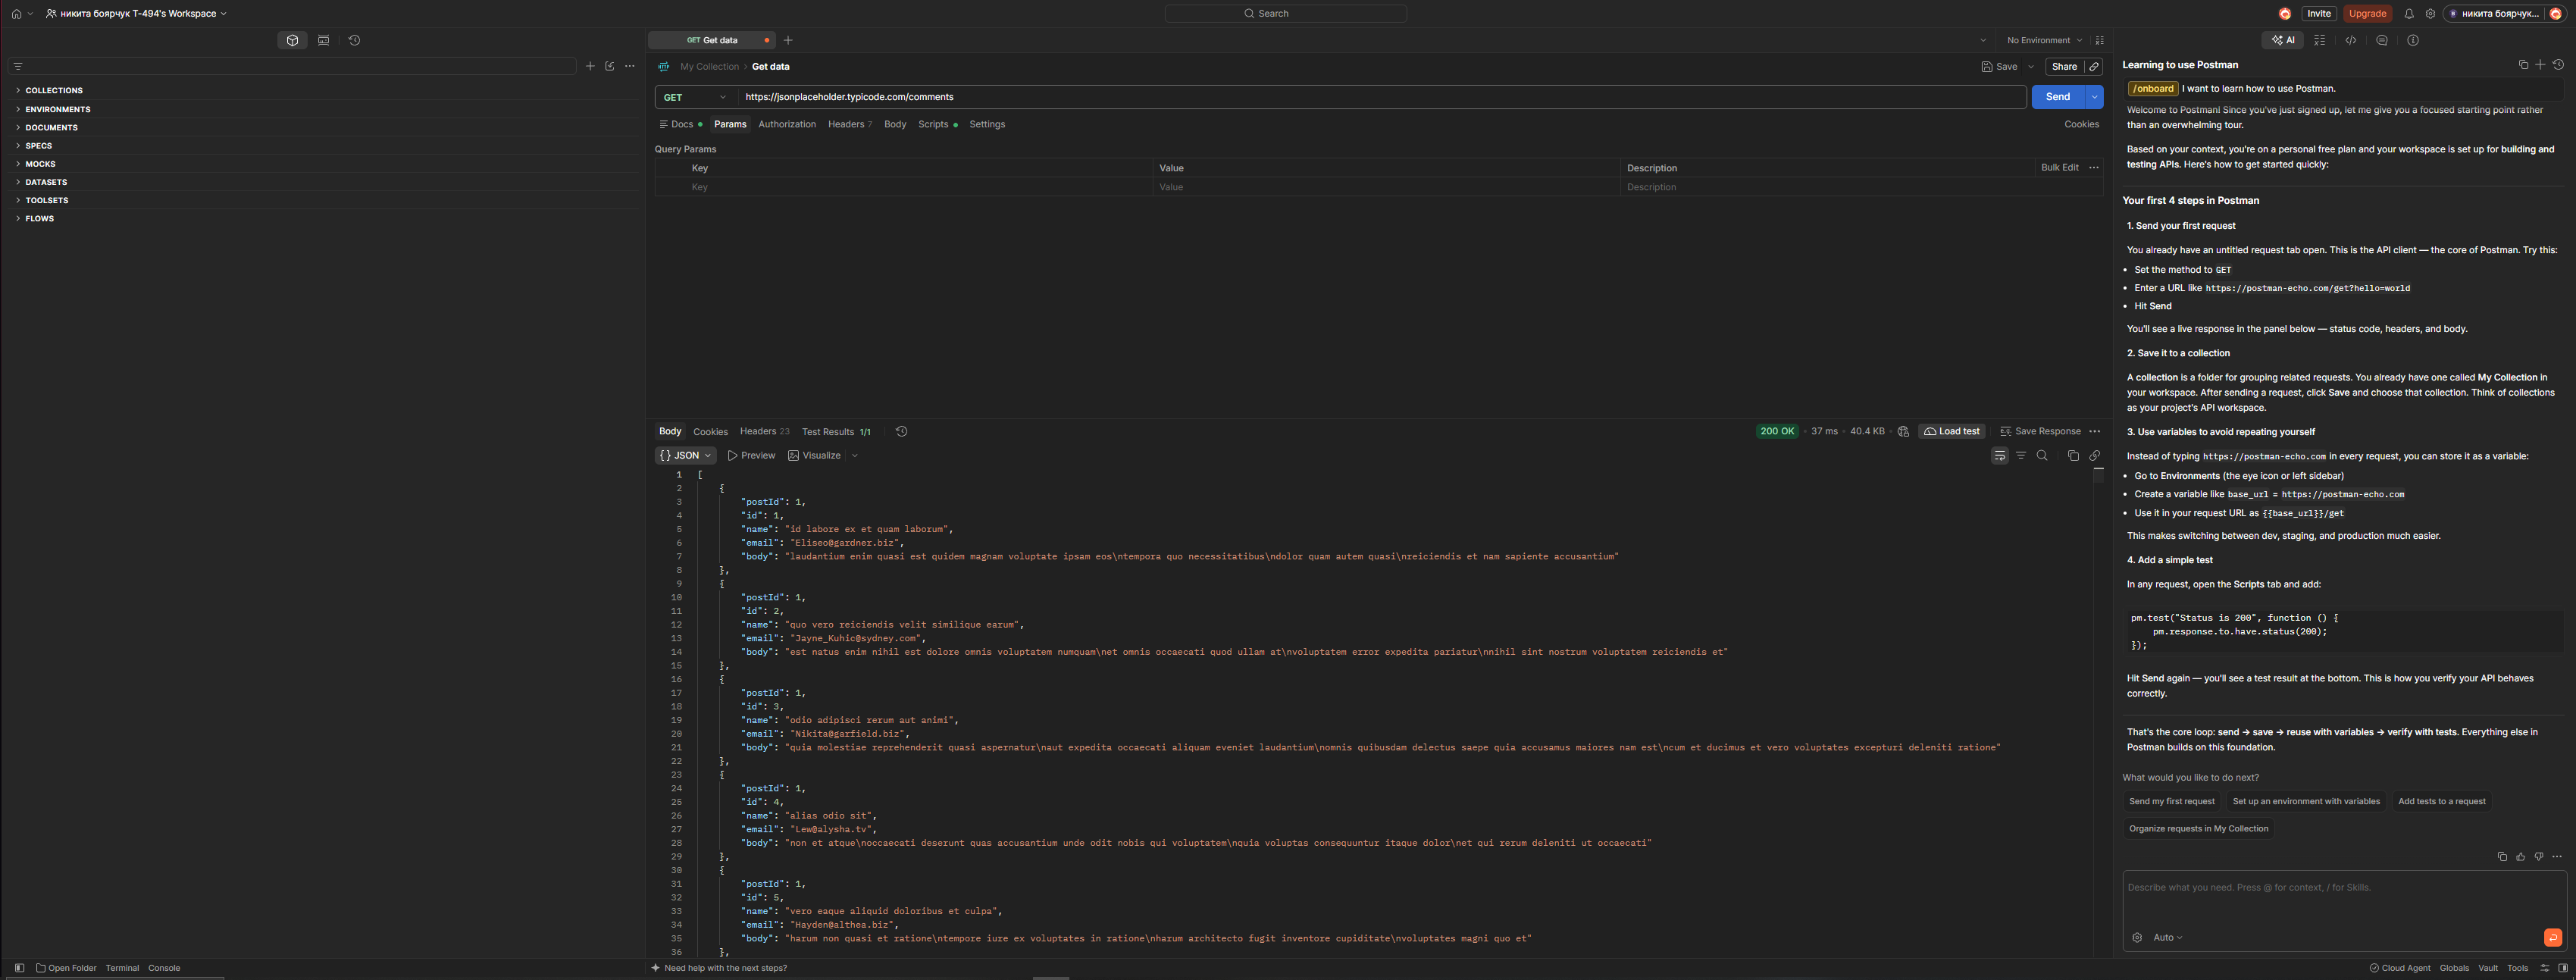 никита боярчук Т-494's Workspace
Search
Invite
Upgrade
никита боярчук...
COLLECTIONS
ENVIRONMENTS
DOCUMENTS
SPECS
MOCKS
DATASETS
TOOLSETS
FLOWS
GET Get data
No Environment
My Collection > Get data
Save
Share
GET
https://jsonplaceholder.typicode.com/comments
Send
Docs
Params
Authorization
Headers 7
Body
Scripts
Settings
Cookies
Query Params
Key Value Description Bulk Edit
Key Value Description
Body Cookies Headers 23 Test Results 1/1
200 OK 37 ms 40.4 KB Load test Save Response
{} JSON Preview Visualize
1 [
2 {
3 "postId": 1,
4 "id": 1,
5 "name": "id labore ex et quam laborum",
6 "email": "Eliseo@gardner.biz",
7 "body": "laudantium enim quasi est quidem magnam voluptate ipsam eos\ntempora quo necessitatibus\ndolor quam autem quasi\nreiciendis et nam sapiente accusantium"
8 },
9 {
10 "postId": 1,
11 "id": 2,
12 "name": "quo vero reiciendis velit similique earum",
13 "email": "Jayne_Kuhic@sydney.com",
14 "body": "est natus enim nihil est dolore omnis voluptatem numquam\net omnis occaecati quod ullam at\nvoluptatem error expedita pariatur\nnihil sint nostrum voluptatem reiciendis et"
15 },
16 {
17 "postId": 1,
18 "id": 3,
19 "name": "odio adipisci rerum aut animi",
20 "email": "Nikita@garfield.biz",
21 "body": "quia molestiae reprehenderit quasi aspernatur\naut expedita occaecati aliquam eveniet laudantium\nomnis quibusdam delectus saepe quia accusamus maiores nam est\ncum et ducimus et vero voluptates excepturi deleniti ratione"
22 },
23 {
24 "postId": 1,
25 "id": 4,
26 "name": "alias odio sit",
27 "email": "Lew@alysha.tv",
28 "body": "non et atque\noccaecati deserunt quas accusantium unde odit nobis qui voluptatem\nquia voluptas consequuntur itaque dolor\net qui rerum deleniti ut occaecati"
29 },
30 {
31 "postId": 1,
32 "id": 5,
33 "name": "vero eaque aliquid doloribus et culpa",
34 "email": "Hayden@althea.biz",
35 "body": "harum non quasi et ratione\ntempore iure ex voluptates in ratione\nharum architecto fugit inventore cupiditate\nvoluptates magni quo et"
36 },
AI
Learning to use Postman
/onboard I want to learn how to use Postman.
Welcome to Postman! Since you've just signed up, let me give you a focused starting point rather
than an overwhelming tour.
Based on your context, you're on a personal free plan and your workspace is set up for building and
testing APIs. Here's how to get started quickly:
Your first 4 steps in Postman
1. Send your first request
You already have an untitled request tab open. This is the API client — the core of Postman. Try this:
• Set the method to GET
• Enter a URL like https://postman-echo.com/get?hello=world
• Hit Send
You'll see a live response in the panel below — status code, headers, and body.
2. Save it to a collection
A collection is a folder for grouping related requests. You already have one called My Collection in
your workspace. After sending a request, click Save and choose that collection. Think of collections
as your project's API workspace.
3. Use variables to avoid repeating yourself
Instead of typing https://postman-echo.com in every request, you can store it as a variable:
• Go to Environments (the eye icon or left sidebar)
• Create a variable like base_url = https://postman-echo.com
• Use it in your request URL as {{base_url}}/get
This makes switching between dev, staging, and production much easier.
4. Add a simple test
In any request, open the Scripts tab and add:
pm.test("Status is 200", function () {
pm.response.to.have.status(200);
});
Hit Send again — you'll see a test result at the bottom. This is how you verify your API behaves
correctly.
That's the core loop: send → save → reuse with variables → verify with tests. Everything else in
Postman builds on this foundation.
What would you like to do next?
Send my first request
Set up an environment with variables
Add tests to a request
Organize requests in My Collection
Describe what you need. Press @ for context, / for Skills.
Auto
Open Folder Terminal Console
Need help with the next steps?
Cloud Agent Globals Vault Tools